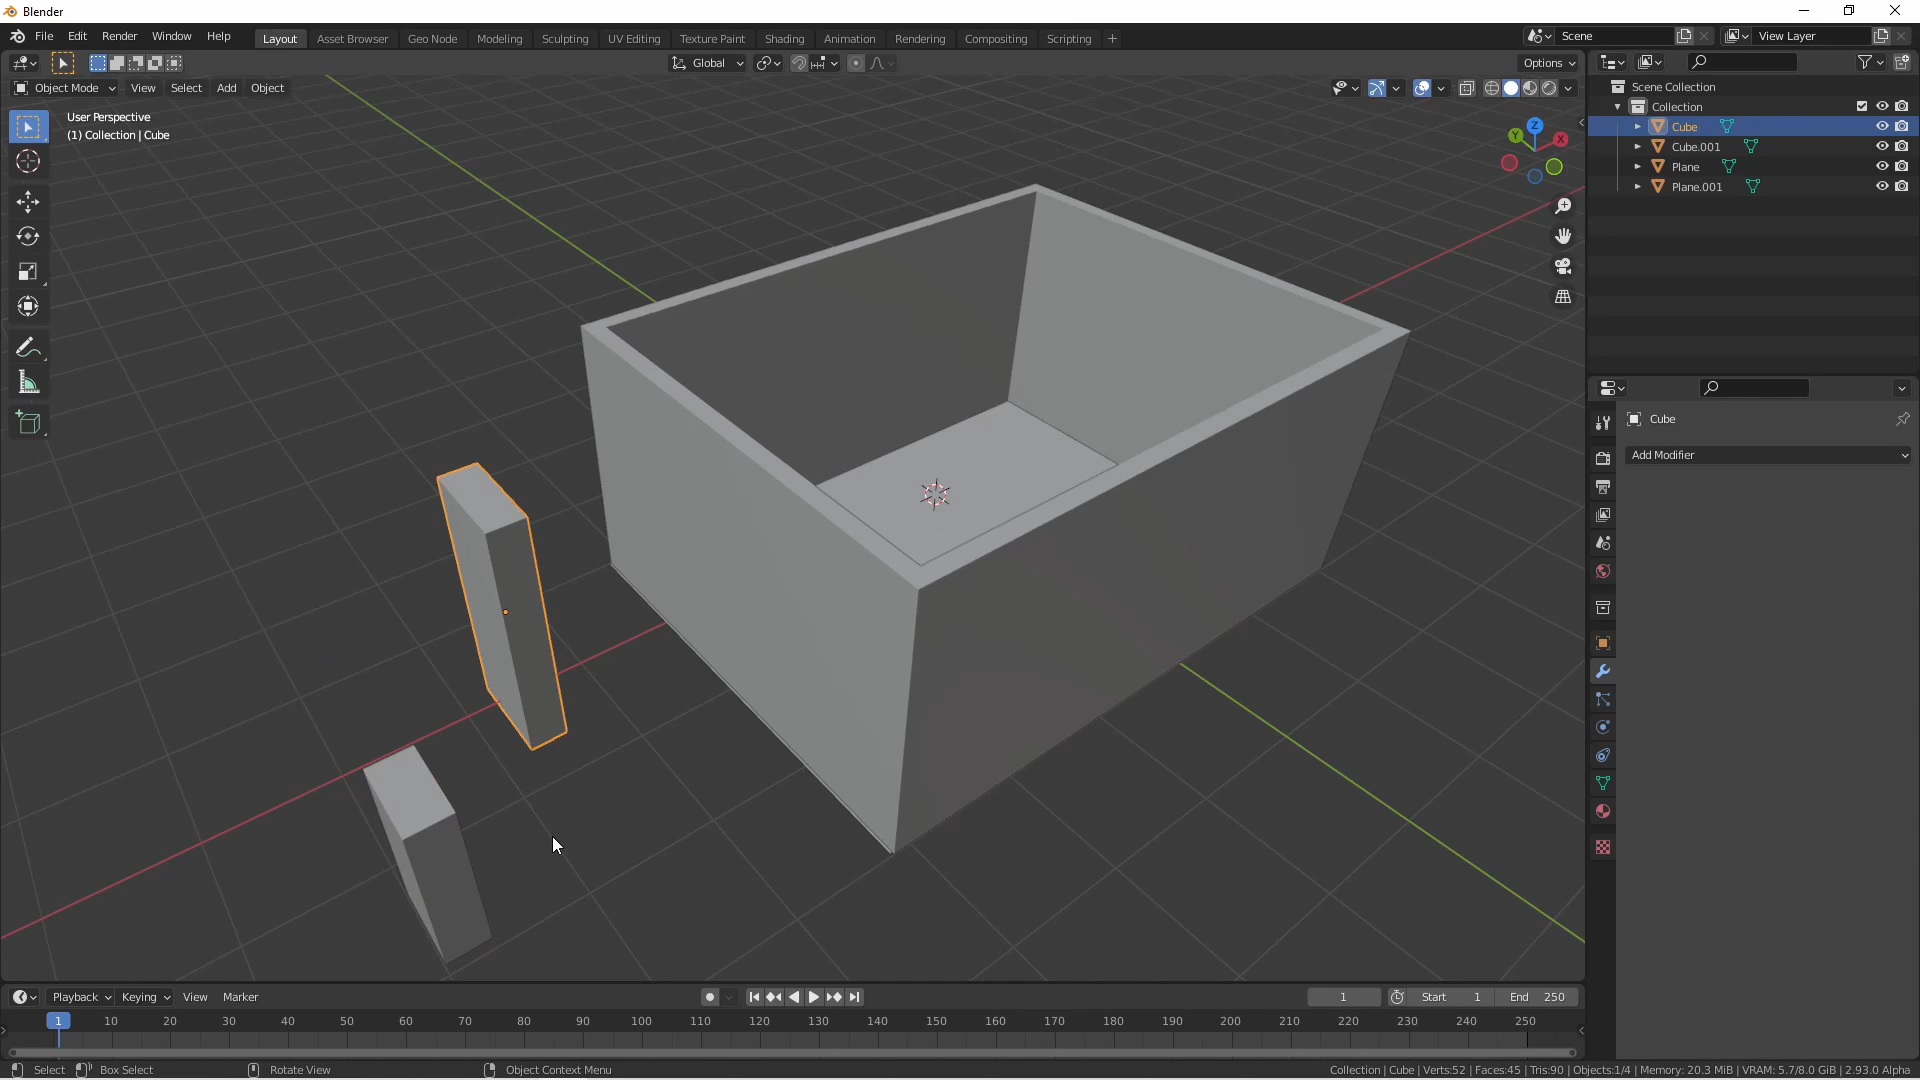 Blender
File Edit Render Window Help Layout Asset Browser Geo Node Modeling Sculpting UV Editing Texture Paint Shading Animation Rendering Compositing Scripting + Scene View Layer
Global Options
Object Mode View Select Add Object
User Perspective
(1) Collection | Cube
Z
Y X
Scene Collection
Collection
Cube
Cube.001
Plane
Plane.001
Cube
Add Modifier
Playback Keying View Marker 1 Start 1 End 250
1 10 20 30 40 50 60 70 80 90 100 110 120 130 140 150 160 170 180 190 200 210 220 230 240 250
Select Box Select Rotate View Object Context Menu Collection | Cube | Verts:52 | Faces:45 | Tris:90 | Objects:1/4 | Memory: 20.3 MiB | VRAM: 5.7/8.0 GiB | 2.93.0 Alpha